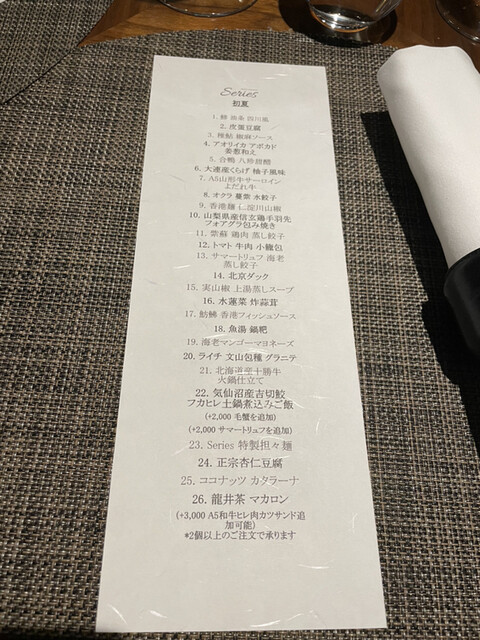 Series
初夏
1. 鰺 油条 四川風
2. 皮蛋豆腐
3. 稚鮎 椒麻ソース
4. アオリイカ アボカド
姜葱和え
5. 合鴨 八珍甜醋
6. 大連産くらげ 柚子風味
7. A5山形牛サーロイン
よだれ牛
8. オクラ 蓴菜 水餃子
9. 香港麺 仁淀川山椒
10. 山梨県産信玄鶏手羽先
フォアグラ包み焼き
11. 紫蘇 鶏肉 蒸し餃子
12. トマト 牛肉 小籠包
13. サマートリュフ 海老
蒸し餃子
14. 北京ダック
15. 実山椒 上湯蒸しスープ
16. 水蓮菜 炸蒜茸
17. 魴鮄 香港フィッシュソース
18. 魚湯 鍋粑
19. 海老マンゴーマヨネーズ
20. ライチ 文山包種 グラニテ
21. 北海道産十勝牛
火鍋仕立て
22. 気仙沼産吉切鮫
フカヒレ土鍋煮込みご飯
(+2,000 毛蟹を追加)
(+2,000 サマートリュフを追加)
23. Series 特製担々麺
24. 正宗杏仁豆腐
25. ココナッツ カタラーナ
26. 龍井茶 マカロン
(+3,000 A5和牛ヒレ肉カツサンド追
加可能)
*2個以上のご注文で承ります